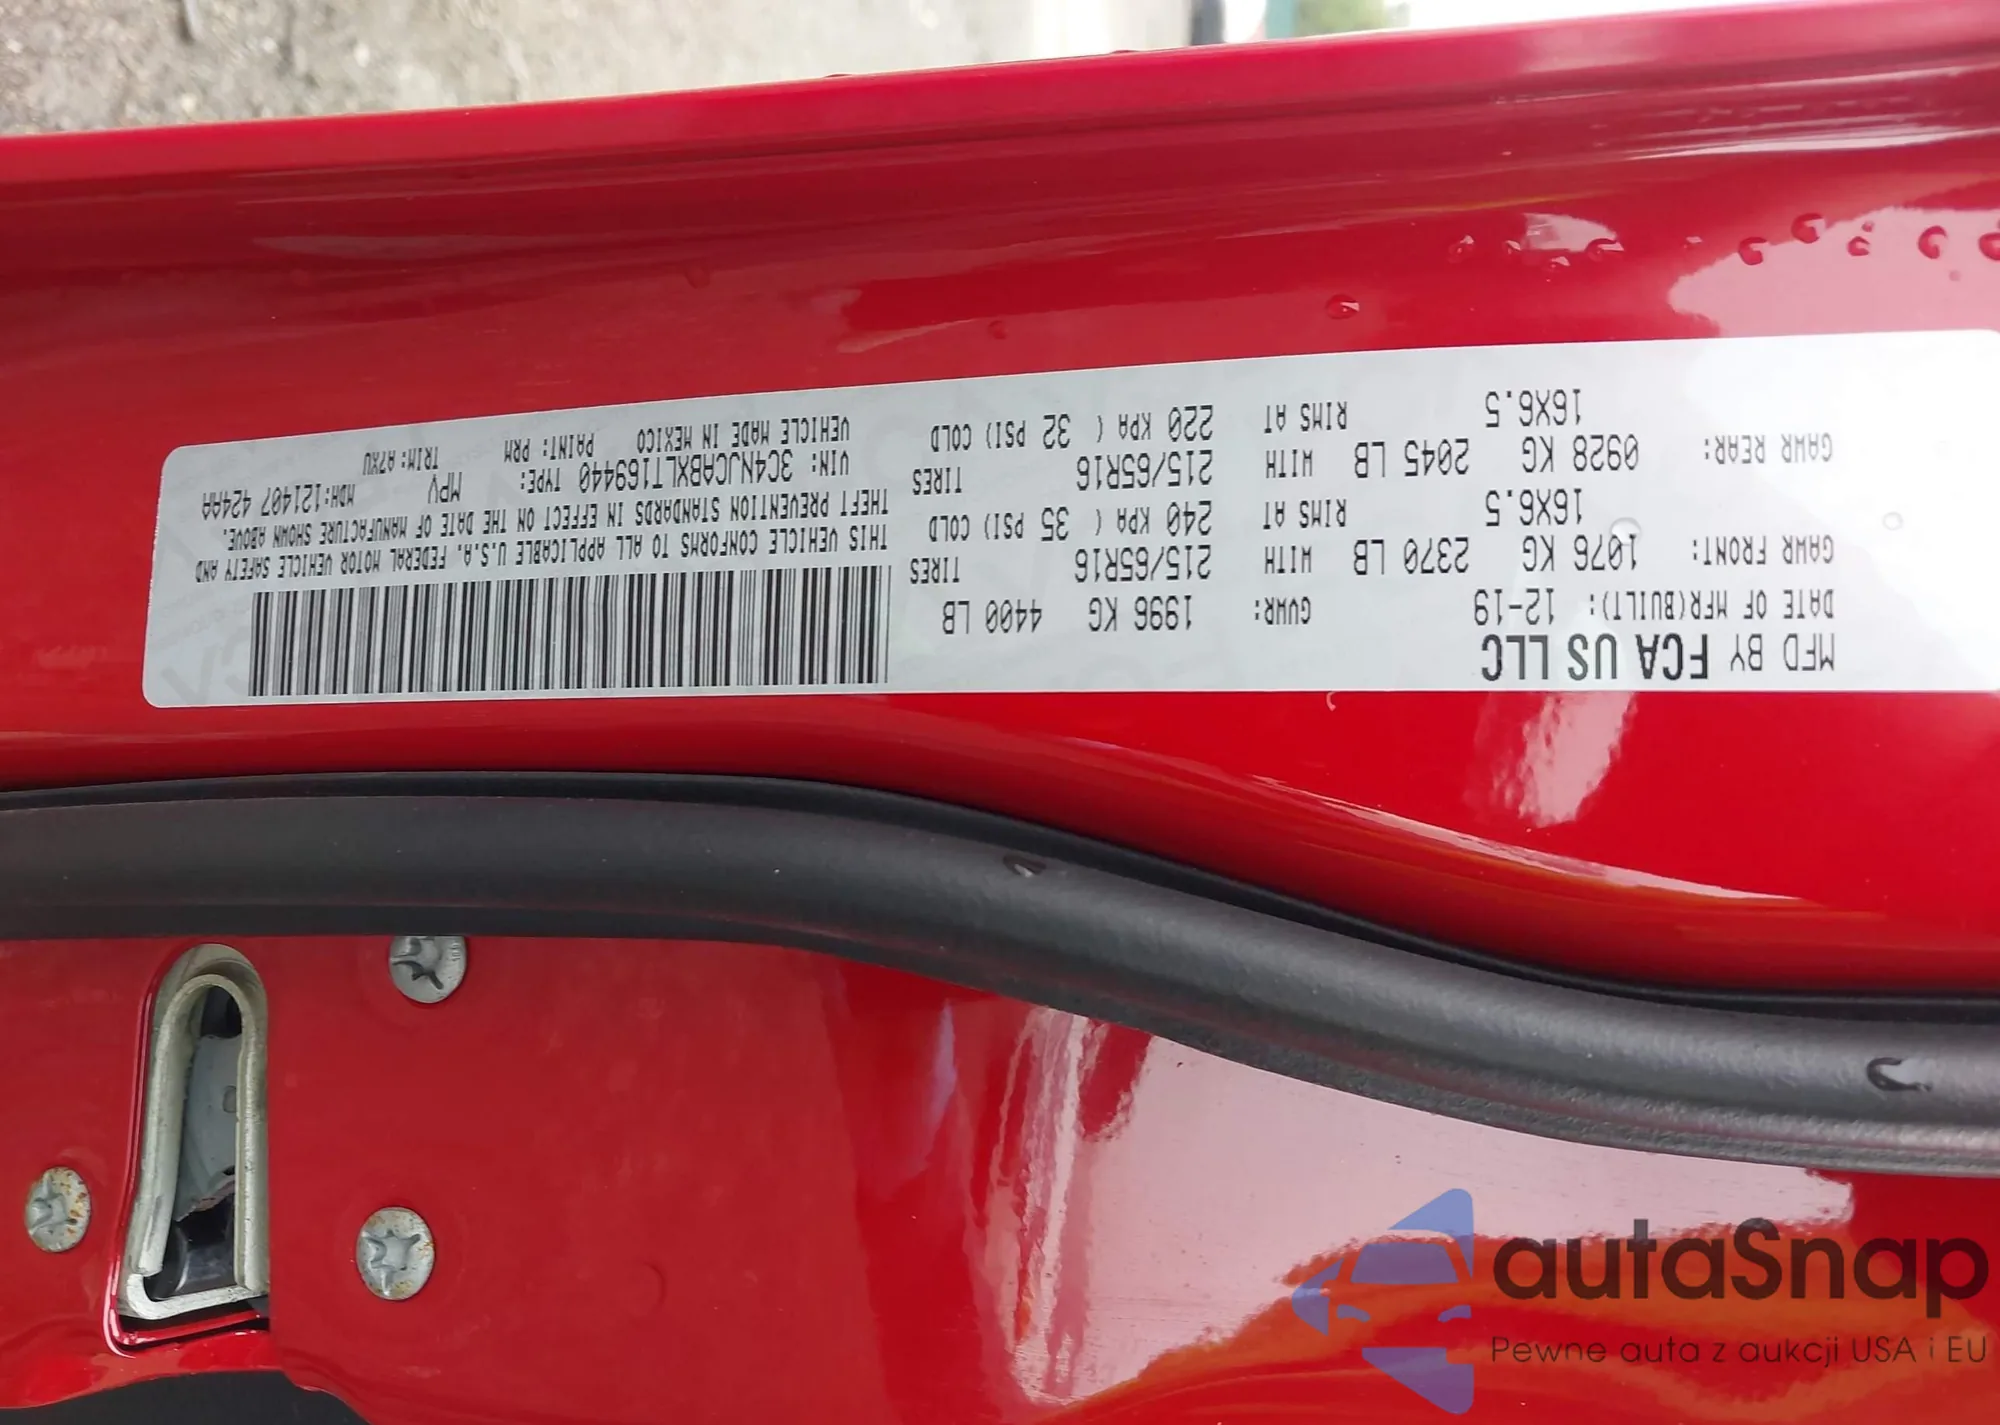 MFD BY FCA US LLC
DATE OF MFR(BUILT): 12-19 GVWR: 1996 KG 4400 LB
GAWR FRONT: 1076 KG 2370 LB WITH 215/65R16 TIRES
16X6.5 RIMS AT 240 KPA ( 35 PSI) COLD
GAWR REAR: 0928 KG 2045 LB WITH 215/65R16 TIRES
16X6.5 RIMS AT 220 KPA ( 32 PSI) COLD
THIS VEHICLE CONFORMS TO ALL APPLICABLE U.S.A. FEDERAL MOTOR VEHICLE SAFETY AND
THEFT PREVENTION STANDARDS IN EFFECT ON THE DATE OF MANUFACTURE SHOWN ABOVE.
VIN: 3C4NJCABXLT169440 TYPE: MPV MDH:121407 424AA
VEHICLE MADE IN MEXICO PAINT: PRM TRIM: A7XU
autaSnap
Pewne auta z aukcji USA i EU